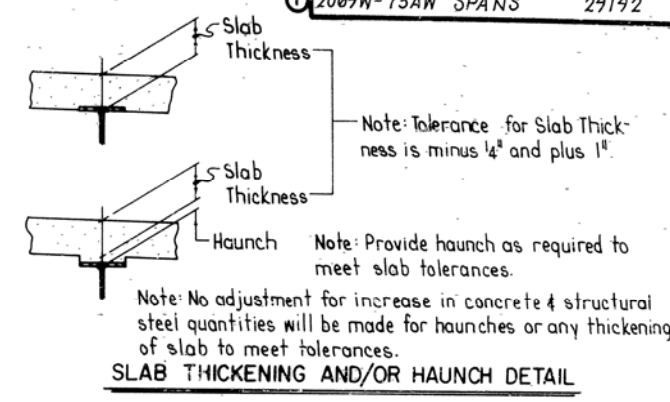 1 2009W-75AW SPANS 29192
Slab
Thickness
Note: Tolerance for Slab Thick-
ness is minus 1/4" and plus 1".
Slab
Thickness
Haunch
Note: Provide haunch as required to
meet slab tolerances.
Note: No adjustment for increase in concrete & structural
steel quantities will be made for haunches or any thickening
of slab to meet tolerances.
SLAB THICKENING AND/OR HAUNCH DETAIL